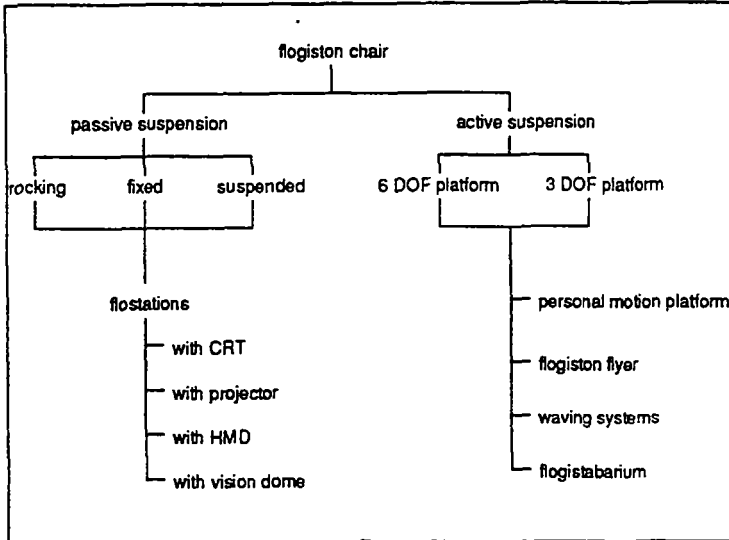 flogiston chair
passive suspension
active suspension
rocking fixed suspended
6 DOF platform 3 DOF platform
flostations
with CRT
with projector
with HMD
with vision dome
personal motion platform
flogiston flyer
waving systems
flogistabarium